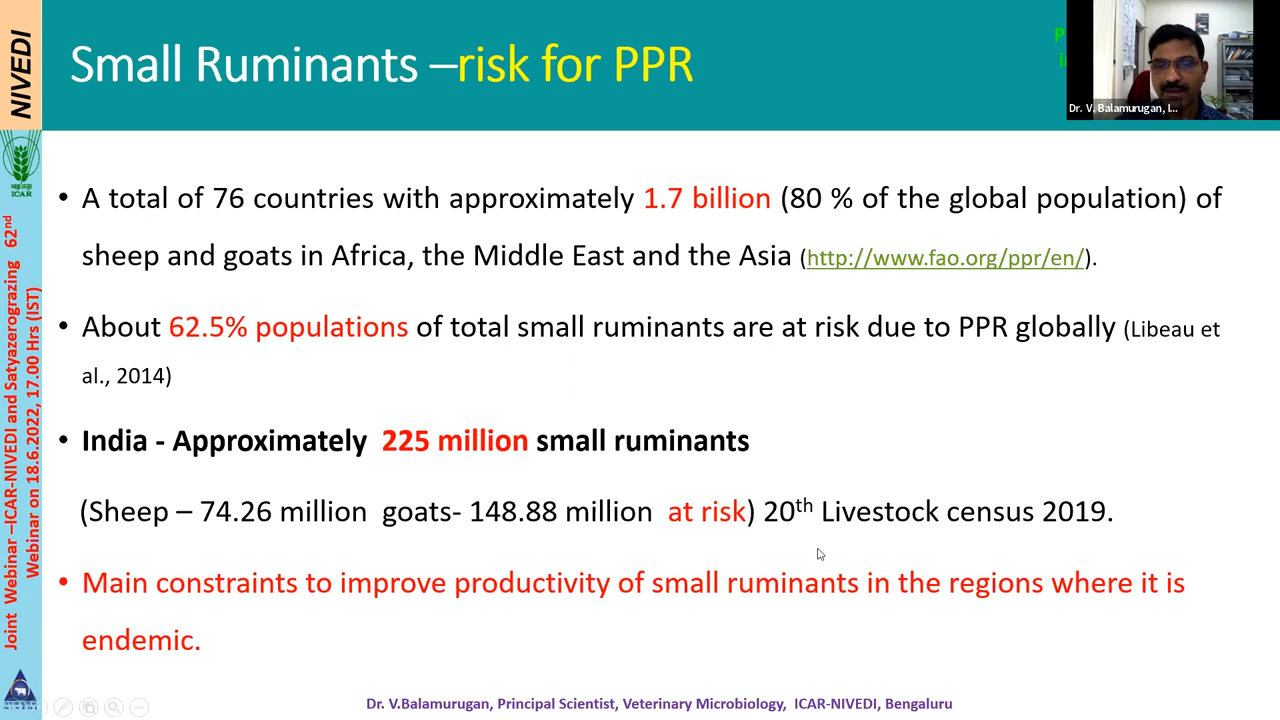 NIVEDI
Small Ruminants –risk for PPR
Dr. V. Balamurugan, I...
ICAR
• A total of 76 countries with approximately 1.7 billion (80 % of the global population) of
sheep and goats in Africa, the Middle East and the Asia (http://www.fao.org/ppr/en/).
• About 62.5% populations of total small ruminants are at risk due to PPR globally (Libeau et
al., 2014)
• India - Approximately 225 million small ruminants
(Sheep – 74.26 million goats- 148.88 million at risk) 20th Livestock census 2019.
• Main constraints to improve productivity of small ruminants in the regions where it is
endemic.
Joint Webinar –ICAR-NIVEDI and Satyazerograzing 62nd
Webinar on 18.6.2022, 17.00 Hrs (IST)
NIVEDI
Dr. V.Balamurugan, Principal Scientist, Veterinary Microbiology, ICAR-NIVEDI, Bengaluru